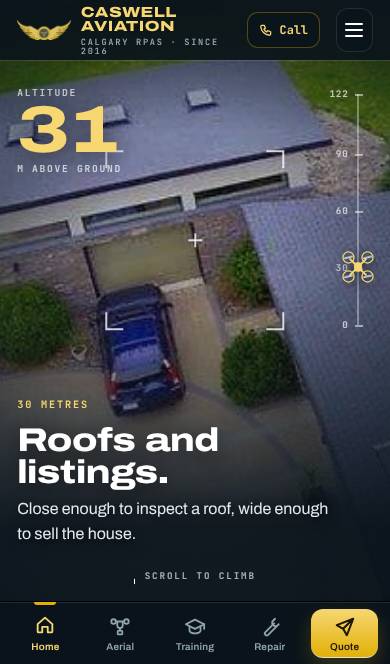 CASWELL
AVIATION
CALGARY RPAS · SINCE
2016
Call
ALTITUDE
31
M ABOVE GROUND
122
90
60
30
0
30 METRES
Roofs and
listings.
Close enough to inspect a roof, wide enough
to sell the house.
SCROLL TO CLIMB
Home
Aerial
Training
Repair
Quote